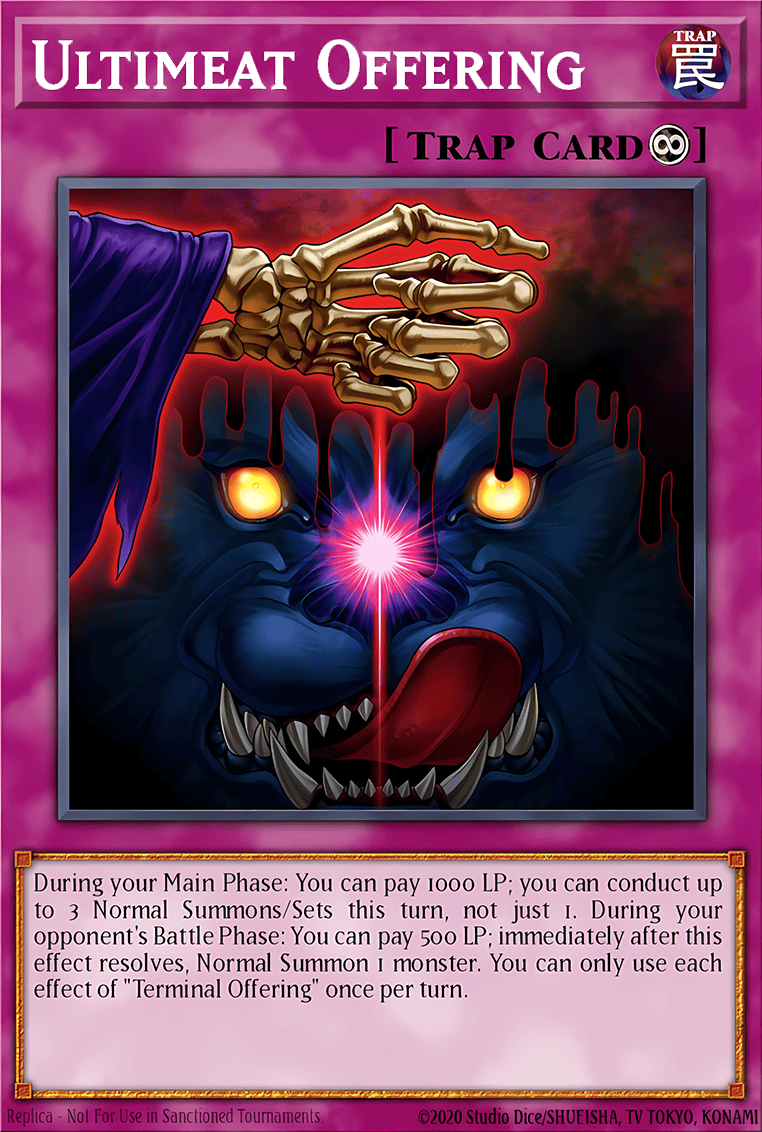 Ultimeat Offering
TRAP
罠
[Trap Card∞]
During your Main Phase: You can pay 1000 LP; you can conduct up
to 3 Normal Summons/Sets this turn, not just 1. During your
opponent's Battle Phase: You can pay 500 LP; immediately after this
effect resolves, Normal Summon 1 monster. You can only use each
effect of "Terminal Offering" once per turn.
Replica - Not For Use in Sanctioned Tournaments.
©2020 Studio Dice/SHUEISHA, TV TOKYO, KONAMI